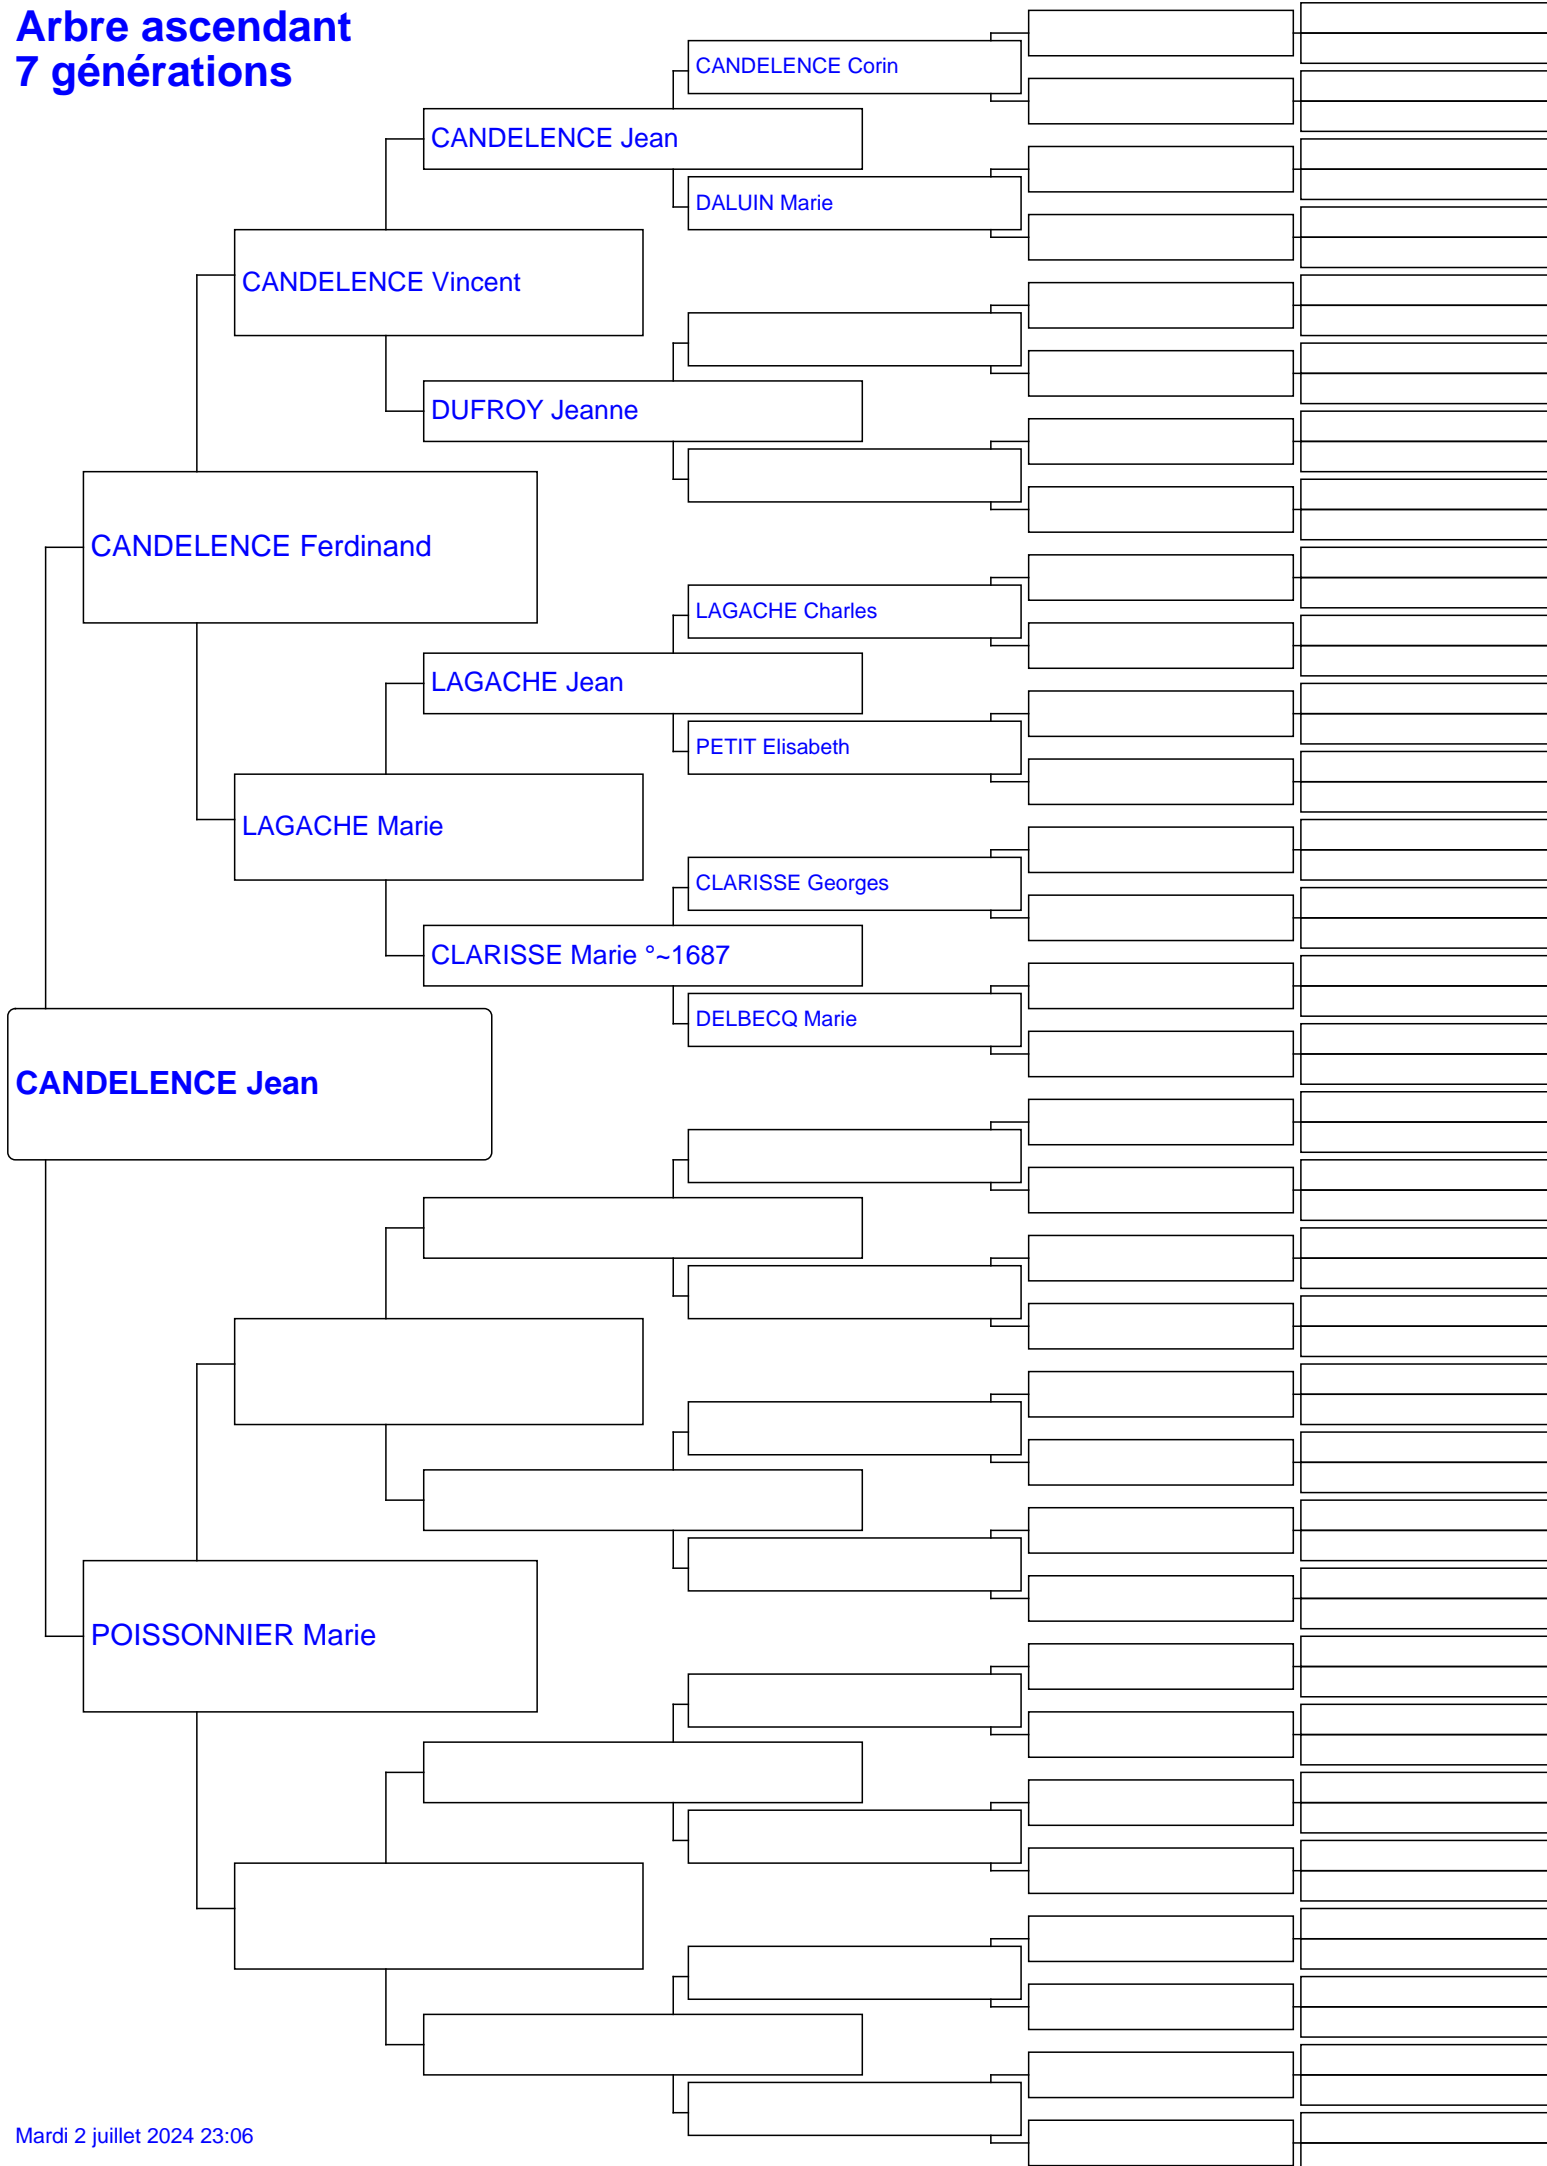 Arbre ascendant
7 générations
CANDELENCE Corin
CANDELENCE Jean
DALUIN Marie
CANDELENCE Vincent
DUFROY Jeanne
CANDELENCE Ferdinand
LAGACHE Charles
LAGACHE Jean
PETIT Elisabeth
LAGACHE Marie
CLARISSE Georges
CLARISSE Marie °~1687
DELBECQ Marie
CANDELENCE Jean
POISSONNIER Marie
Mardi 2 juillet 2024 23:06